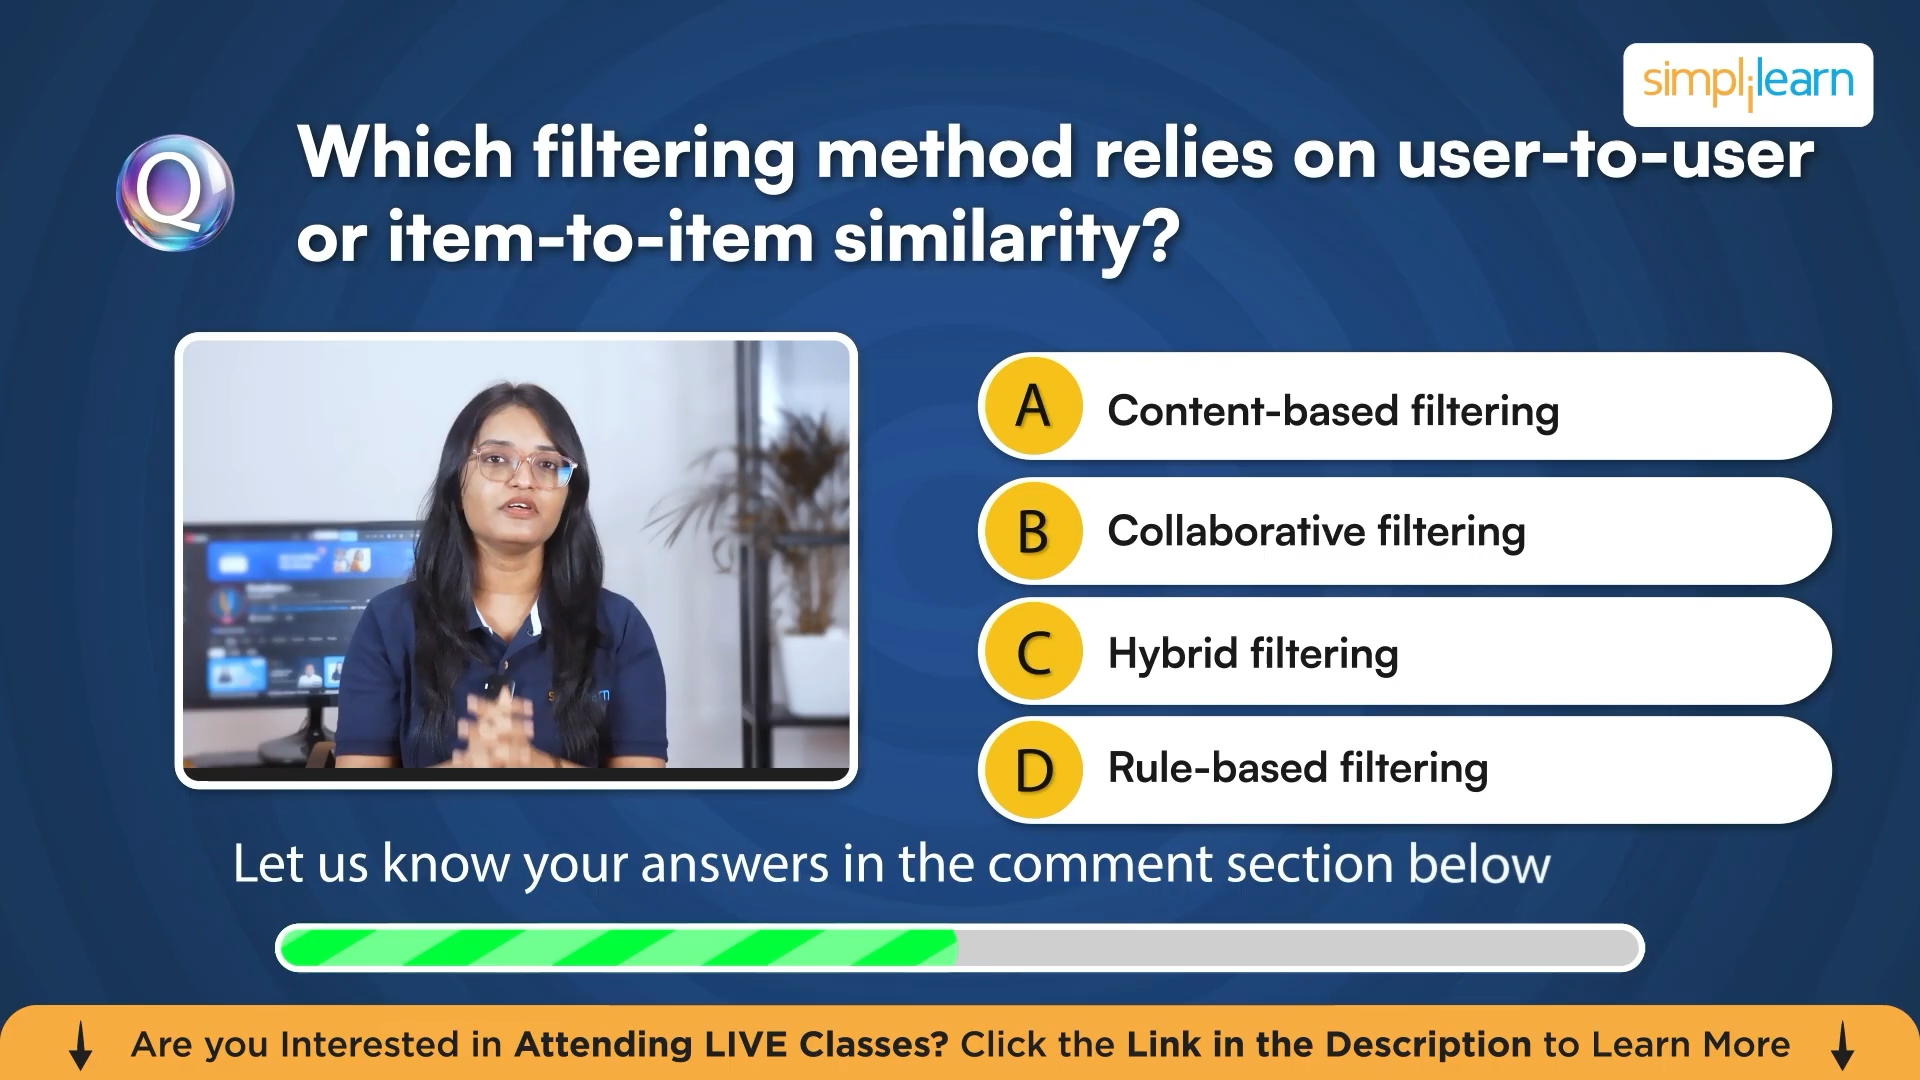 simplilearn
Q
Which filtering method relies on user-to-user
or item-to-item similarity?
A Content-based filtering
B Collaborative filtering
C Hybrid filtering
D Rule-based filtering
Let us know your answers in the comment section below
Are you Interested in Attending LIVE Classes? Click the Link in the Description to Learn More